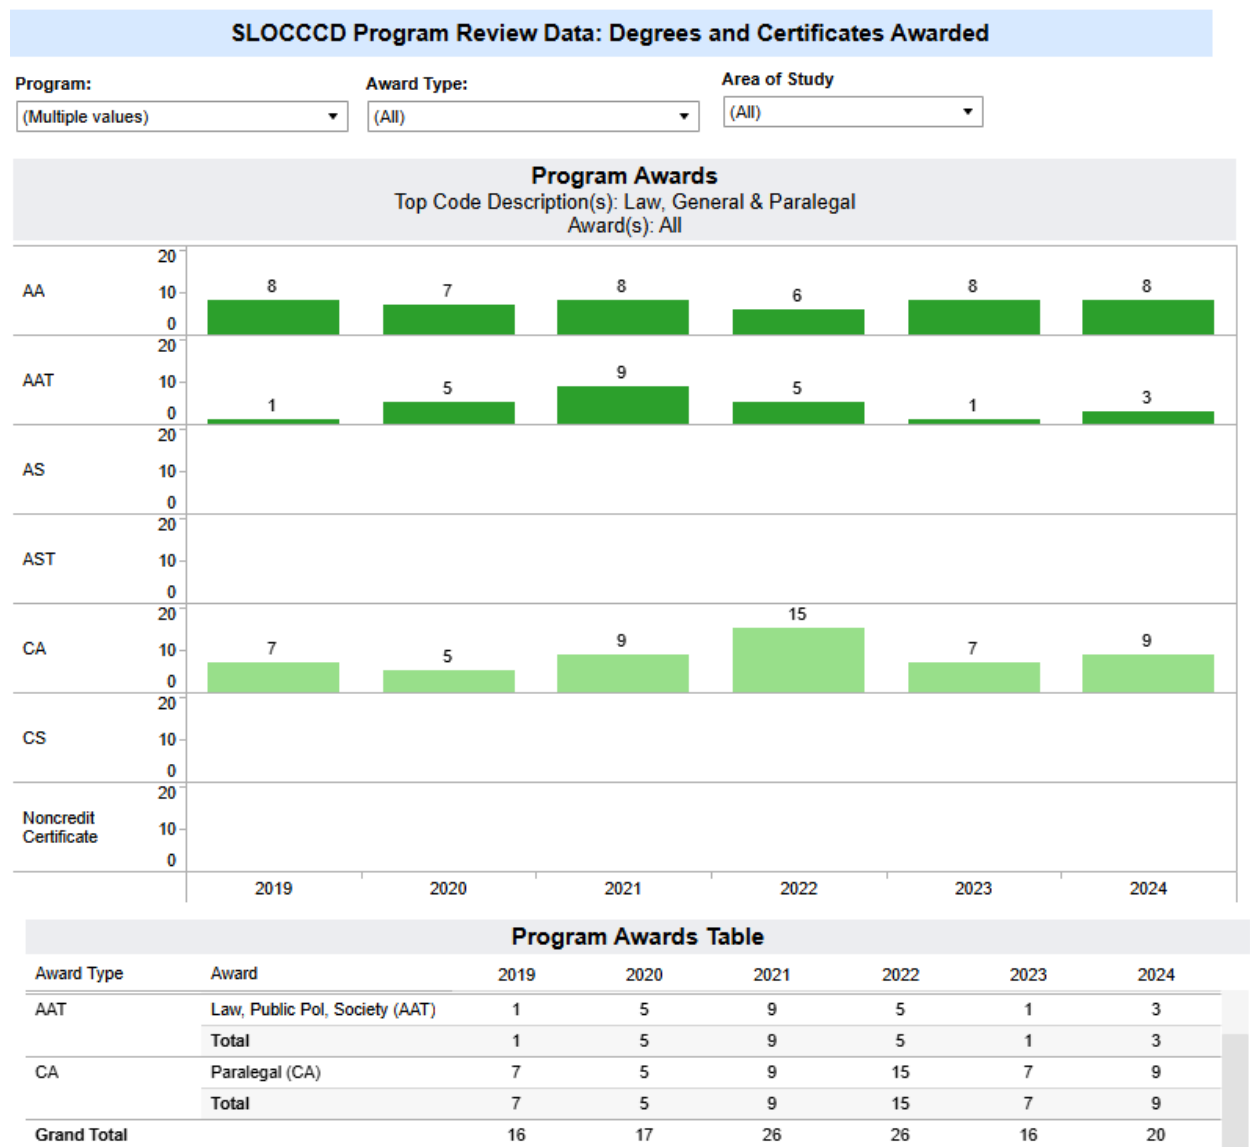 SLOCCCD Program Review Data: Degrees and Certificates Awarded
Program: Award Type: Area of Study
(Multiple values) (All) (All)
Program Awards
Top Code Description(s): Law, General & Paralegal
Award(s): All
20
8 7 8 6 8 8
AA 10
0
20
1 5 9 5 1 3
AAT 10
0
20
AS 10
0
20
AST 10
0
20
7 5 9 15 7 9
CA 10
0
20
CS 10
0
20
Noncredit
Certificate 10
0
2019 2020 2021 2022 2023 2024
Program Awards Table
Award Type Award 2019 2020 2021 2022 2023 2024
AAT Law, Public Pol, Society (AAT) 1 5 9 5 1 3
Total 1 5 9 5 1 3
CA Paralegal (CA) 7 5 9 15 7 9
Total 7 5 9 15 7 9
Grand Total 16 17 26 26 16 20